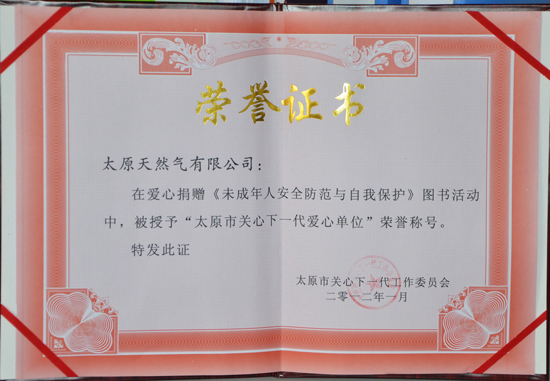 荣誉证书
太原天然气有限公司：
在爱心捐赠《未成年人安全防范与自我保护》图书活动
中，被授予“太原市关心下一代爱心单位”荣誉称号。
特发此证
太原市关心下一代工作委员会
二零一二年一月